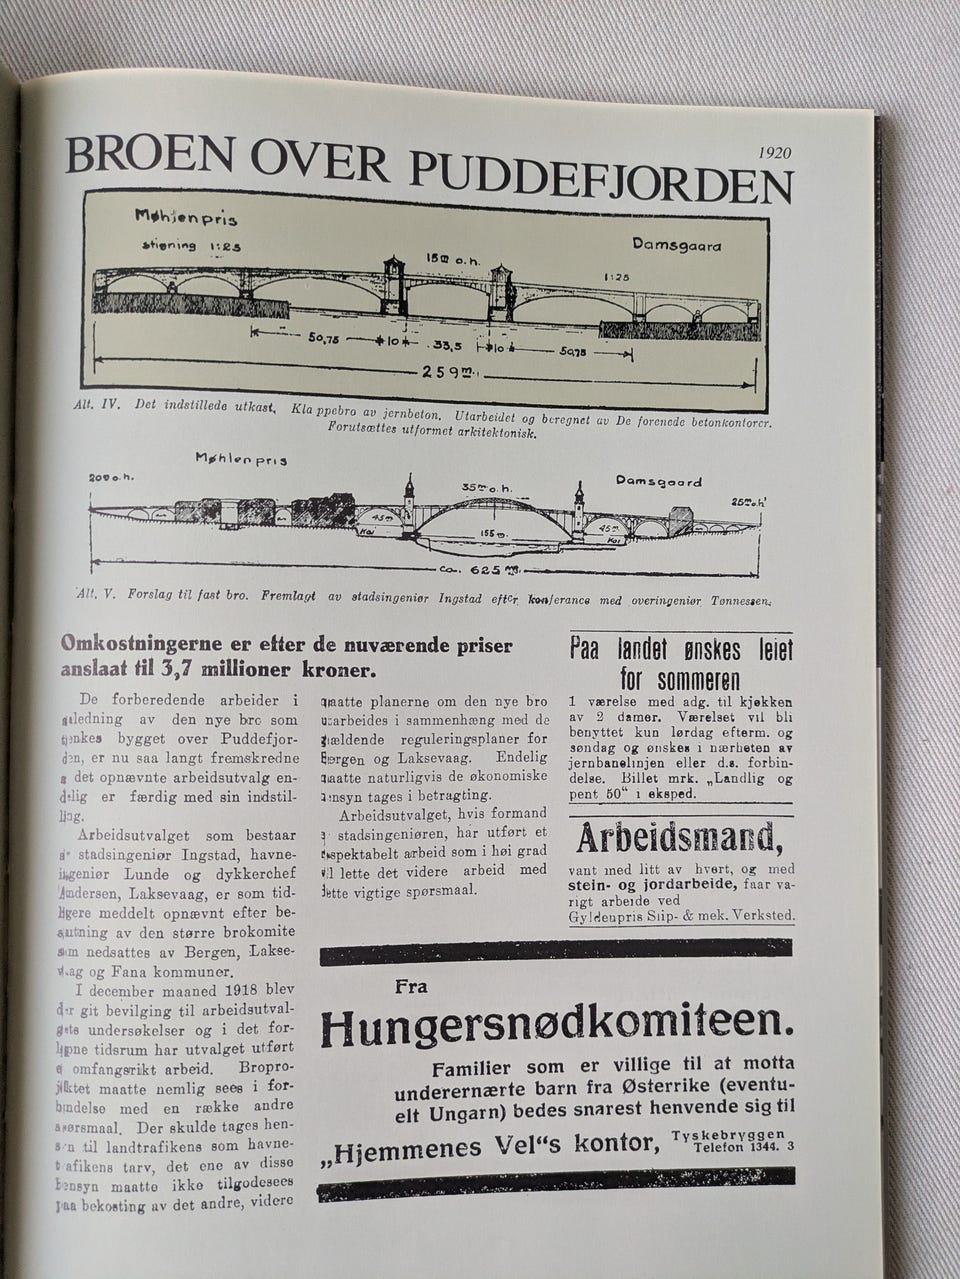 1920
BROEN OVER PUDDEFJORDEN
Møhlenpris
stigning 1:25
15m o.h.
Damsgaard
1:25
50,75 10 33,5 10 50,75
259 m.
Alt. IV. Det indstillede utkast, Klappebro av jernbeton. Utarbeidet og beregnet av De forenede betonkontorer.
Forutsættes utformet arkitektonisk.
Møhlenpris
20m o.h.
35m o.h.
Damsgaard
25m o.h.
45m
155 m.
45m
Kai
Kai
ca. 625 m.
Alt. V. Forslag til fast bro. Fremlagt av stadsingeniør Ingstad efter konferance med overingeniør Tønnessen.
Omkostningerne er efter de nuværende priser
anslaat til 3,7 millioner kroner.
De forberedende arbeider i
anledning av den nye bro som
tænkes bygget over Puddefjor-
den, er nu saa langt fremskredne
a det opnævnte arbeidsutvalg en-
delig er færdig med sin indstil-
ling.
Arbeidsutvalget som bestaar
av stadsingeniør Ingstad, havne-
ingeniør Lunde og dykkerchef
Andersen, Laksevaag, er som tid-
ligere meddelt opnævnt efter be-
slutning av den større brokomite
som nedsattes av Bergen, Lakse-
vaag og Fana kommuner.
I december maaned 1918 blev
der git bevilging til arbeidsutval-
gets undersøkelser og i det for-
løpne tidsrum har utvalget utført
et omfangsrikt arbeid. Bropro-
jektet maatte nemlig sees i for-
bindelse med en række andre
spørsmaal. Der skulde tages hen-
syn til landtrafikens som havne-
trafikens tarv, det ene av disse
hensyn maatte ikke tilgodesees
paa bekosting av det andre, videre
maatte planerne om den nye bro
utarbeides i sammenhæng med de
gjældende reguleringsplaner for
Bergen og Laksevaag. Endelig
maatte naturligvis de økonomiske
hensyn tages i betragting.
Arbeidsutvalget, hvis formand
er stadsingeniøren, har utført et
respektabelt arbeid som i høi grad
vil lette det videre arbeid med
dette vigtige spørsmaal.
Paa landet ønskes leiet
for sommeren
1 værelse med adg. til kjøkken
av 2 damer. Værelset vil bli
benyttet kun lørdag efterm. og
søndag og ønskes i nærheten av
jernbanelinjen eller d.s. forbin-
delse. Billet mrk. „Landlig og
pent 50“ i eksped.
Arbeidsmand,
vant med litt av hvert, og med
stein- og jordarbeide, faar va-
rigt arbeide ved
Gyldenpris Slip- & mek. Verksted.
Fra
Hungersnødkomiteen.
Familier som er villige til at motta
underernærte barn fra Østerrike (eventu-
elt Ungarn) bedes snarest henvende sig til
„Hjemmenes Vel“s kontor, Tyskebryggen
Telefon 1344. 3